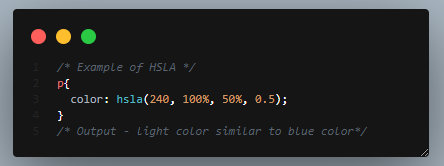 1 /* Example of HSLA */
2 p{
3   color: hsla(240, 100%, 50%, 0.5);
4 }
5 /* Output - light color similar to blue color*/